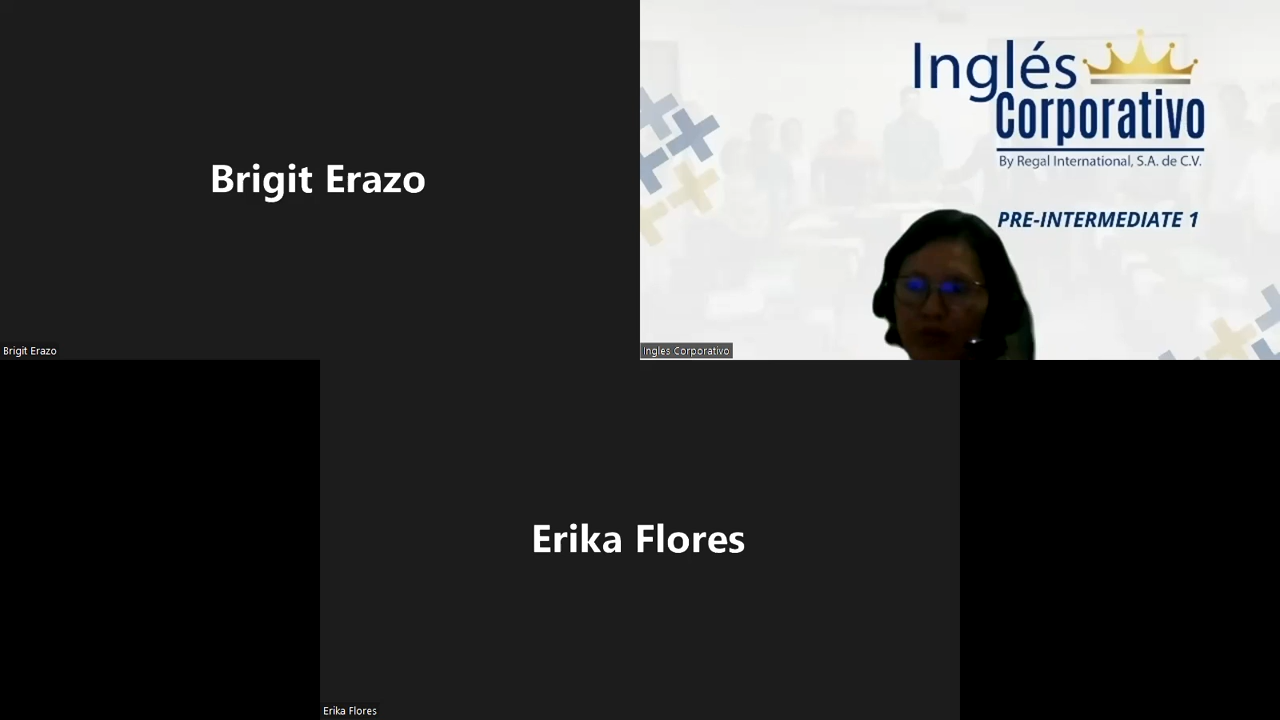 Brigit Erazo
Brigit Erazo
Inglés
Corporativo
By Regal International, S.A. de C.V.
PRE-INTERMEDIATE 1
Ingles Corporativo
Erika Flores
Erika Flores